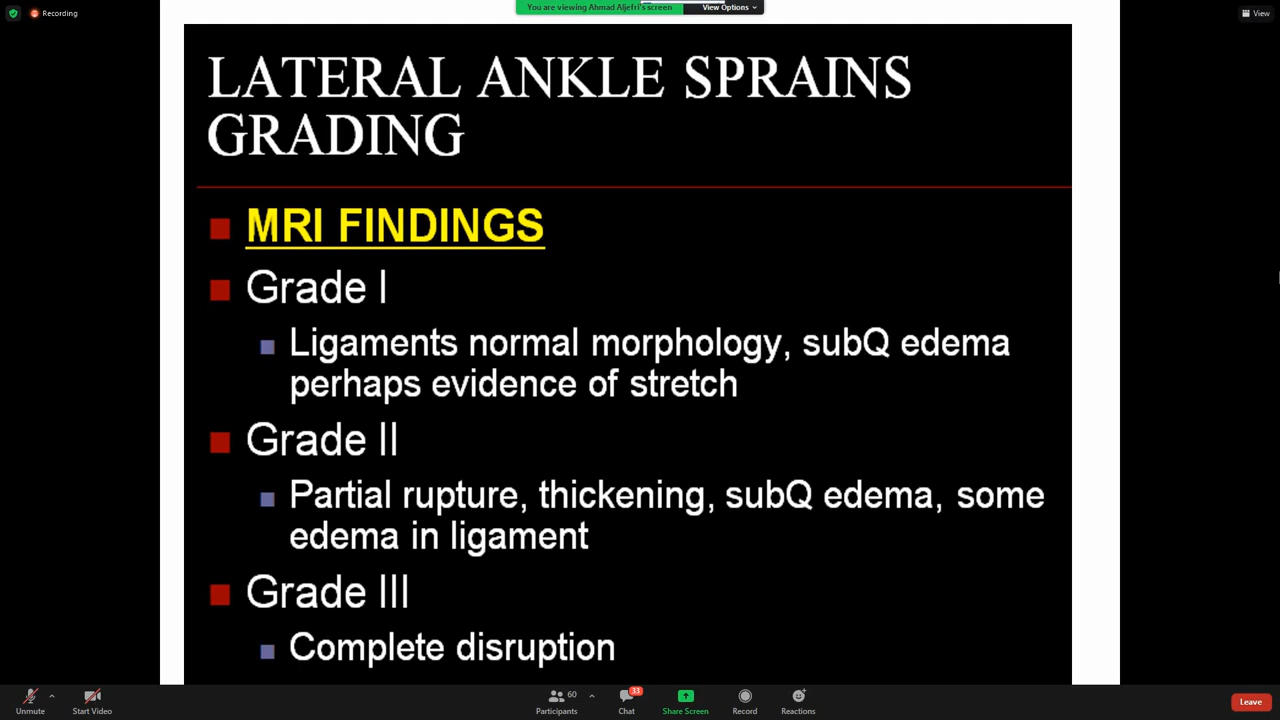 Recording
You are viewing Ahmad Aljefri's screen
View Options
View
LATERAL ANKLE SPRAINS
GRADING
MRI FINDINGS
Grade I
Ligaments normal morphology, subQ edema
perhaps evidence of stretch
Grade II
Partial rupture, thickening, subQ edema, some
edema in ligament
Grade III
Complete disruption
Unmute
Start Video
60
Participants
33
Chat
Share Screen
Record
Reactions
Leave